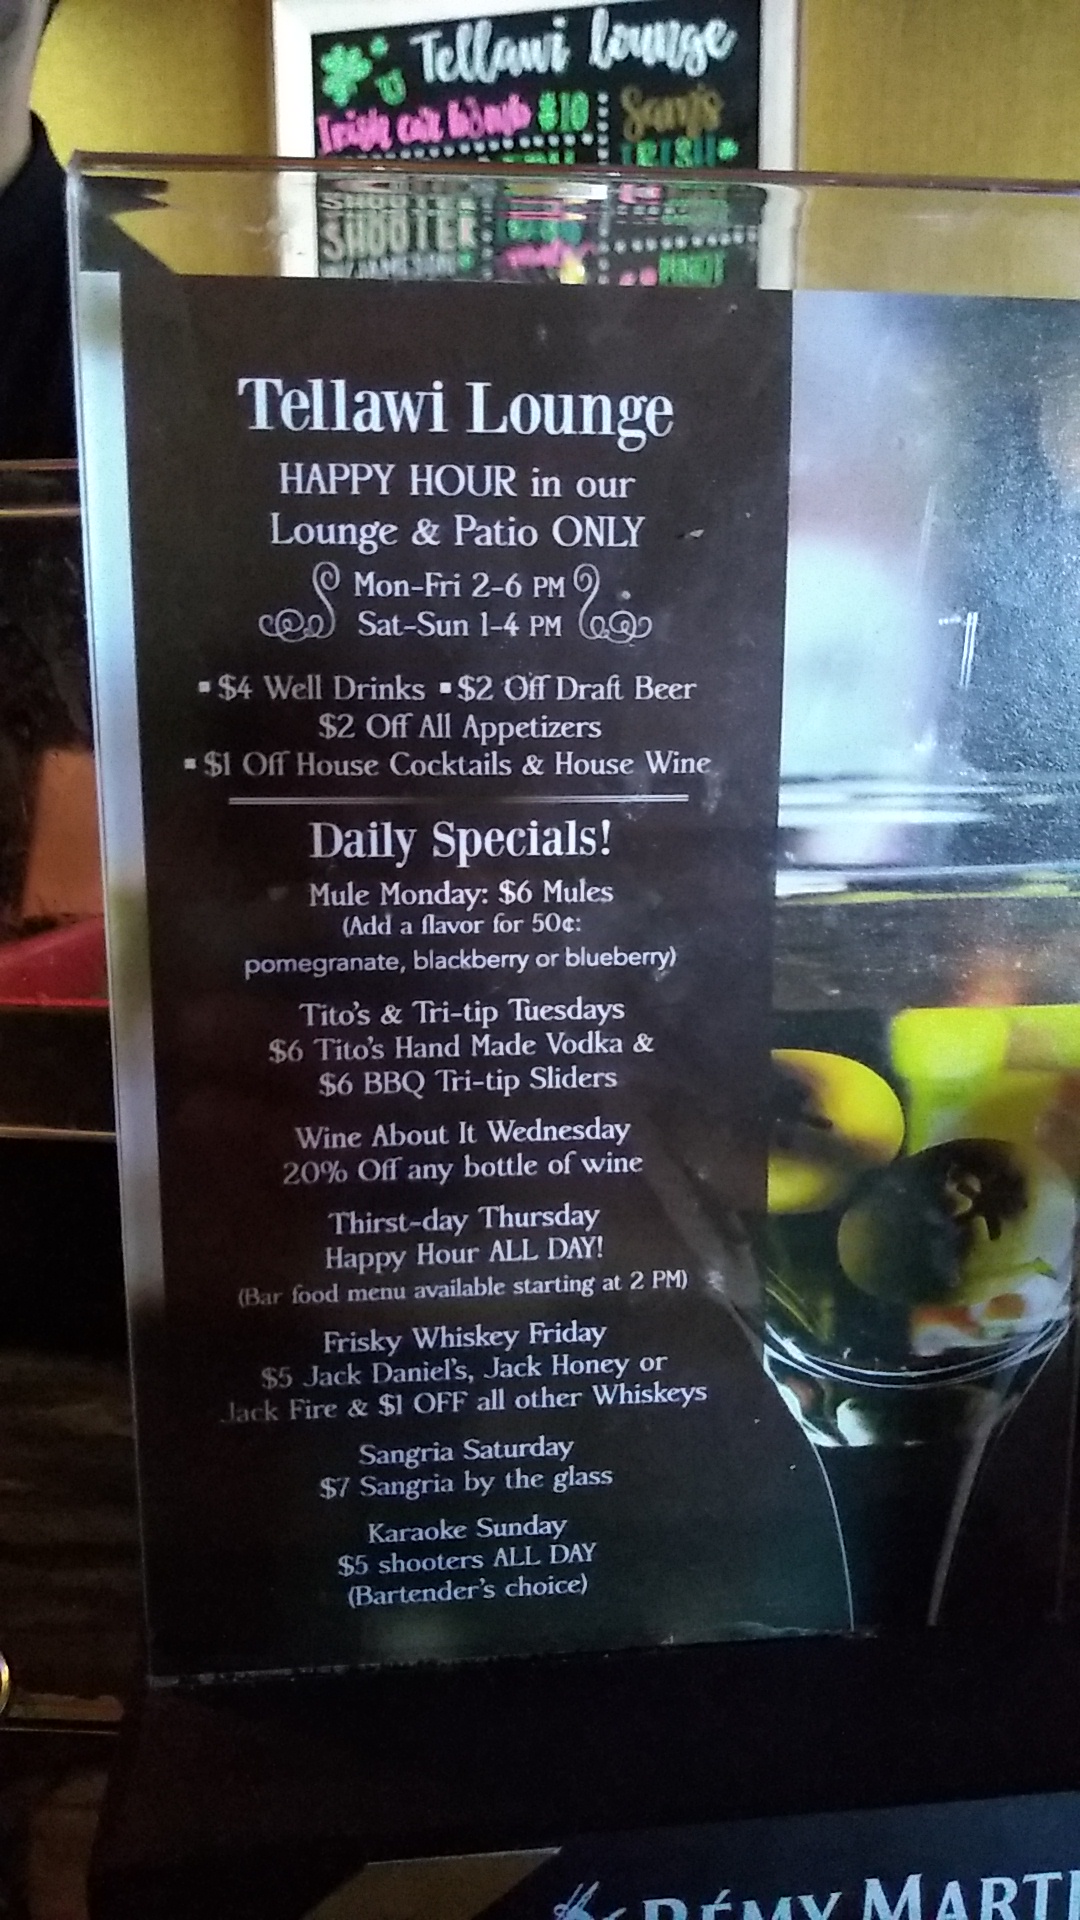 Tellawi lounge
Irish car bomb $10
IRISH
SHOOTER
SHOOTER
Tellawi Lounge
HAPPY HOUR in our
Lounge & Patio ONLY
Mon-Fri 2-6 PM
Sat-Sun 1-4 PM
▪ $4 Well Drinks ▪ $2 Off Draft Beer
$2 Off All Appetizers
▪ $1 Off House Cocktails & House Wine
Daily Specials!
Mule Monday: $6 Mules
(Add a flavor for 50¢:
pomegranate, blackberry or blueberry)
Tito's & Tri-tip Tuesdays
$6 Tito's Hand Made Vodka &
$6 BBQ Tri-tip Sliders
Wine About It Wednesday
20% Off any bottle of wine
Thirst-day Thursday
Happy Hour ALL DAY!
(Bar food menu available starting at 2 PM)
Frisky Whiskey Friday
$5 Jack Daniel's, Jack Honey or
Jack Fire & $1 OFF all other Whiskeys
Sangria Saturday
$7 Sangria by the glass
Karaoke Sunday
$5 shooters ALL DAY
(Bartender's choice)
RÉMY MARTI